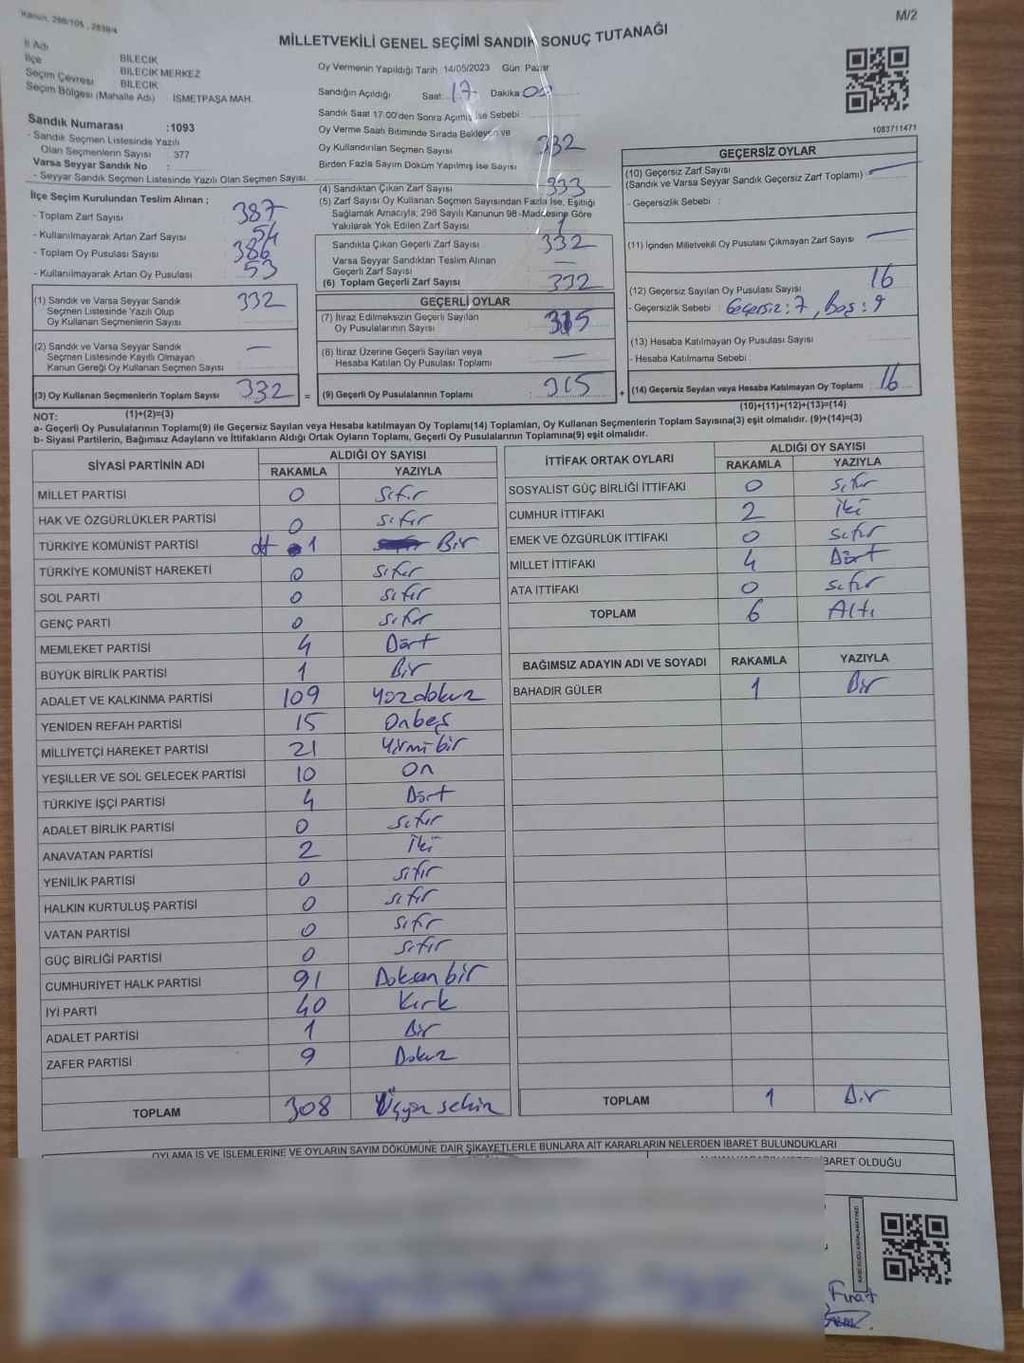 Kanun, 298/105, 2839/4
M/2
MİLLETVEKİLİ GENEL SEÇİMİ SANDIK SONUÇ TUTANAĞI
İl Adı BİLECİK
İlçe BİLECİK MERKEZ
Seçim Çevresi BİLECİK
Seçim Bölgesi (Mahalle Adı) İSMETPAŞA MAH.
Sandık Numarası :1093
- Sandık Seçmen Listesinde Yazılı
Olan Seçmenlerin Sayısı : 377
Varsa Seyyar Sandık No :
- Seyyar Sandık Seçmen Listesinde Yazılı Olan Seçmen Sayısı
İlçe Seçim Kurulundan Teslim Alınan ;
- Toplam Zarf Sayısı 387
- Kullanılmayarak Artan Zarf Sayısı 54
- Toplam Oy Pusulası Sayısı 386
- Kullanılmayarak Artan Oy Pusulası 53
(1) Sandık ve Varsa Seyyar Sandık
Seçmen Listesinde Yazılı Olup
Oy Kullanan Seçmenlerin Sayısı 332
(2) Sandık ve Varsa Seyyar Sandık
Seçmen Listesinde Kayıtlı Olmayan
Kanun Gereği Oy Kullanan Seçmen Sayısı —
(3) Oy Kullanan Seçmenlerin Toplam Sayısı 332
Oy Vermenin Yapıldığı Tarih :14/05/2023 Gün: Pazar
Sandığın Açıldığı Saat: 17 Dakika 00
Sandık Saat 17:00'den Sonra Açılmış ise Sebebi
Oy Verme Saati Bitiminde Sırada Bekleyen ve
Oy Kullandırılan Seçmen Sayısı 332
Birden Fazla Sayım Döküm Yapılmış ise Sayısı
(4) Sandıktan Çıkan Zarf Sayısı 333
(5) Zarf Sayısı Oy Kullanan Seçmen Sayısından Fazla İse, Eşitliği
Sağlamak Amacıyla; 298 Sayılı Kanunun 98. Maddesine Göre
Yakılarak Yok Edilen Zarf Sayısı 1
Sandıkla Çıkan Geçerli Zarf Sayısı 332
Varsa Seyyar Sandıktan Teslim Alınan
Geçerli Zarf Sayısı —
(6) Toplam Geçerli Zarf Sayısı 332
GEÇERLİ OYLAR
(7) İtiraz Edilmeksizin Geçerli Sayılan
Oy Pusulalarının Sayısı 315
(8) İtiraz Üzerine Geçerli Sayılan veya
Hesaba Katılan Oy Pusulası Toplamı —
= (9) Geçerli Oy Pusulalarının Toplamı 315 +
1083711471
GEÇERSİZ OYLAR
(10) Geçersiz Zarf Sayısı
(Sandık ve Varsa Seyyar Sandık Geçersiz Zarf Toplamı) —
- Geçersizlik Sebebi :
(11) İçinden Milletvekili Oy Pusulası Çıkmayan Zarf Sayısı —
(12) Geçersiz Sayılan Oy Pusulası Sayısı 16
- Geçersizlik Sebebi Geçersiz: 7, Boş: 9
(13) Hesaba Katılmayan Oy Pusulası Sayısı
- Hesaba Katılmama Sebebi :
(14) Geçersiz Sayılan veya Hesaba Katılmayan Oy Toplamı 16
NOT: (1)+(2)=(3) (10)+(11)+(12)+(13)=(14)
a- Geçerli Oy Pusulalarının Toplamı(9) ile Geçersiz Sayılan veya Hesaba katılmayan Oy Toplamı(14) Toplamları, Oy Kullanan Seçmenlerin Toplam Sayısına(3) eşit olmalıdır. (9)+(14)=(3)
b- Siyasi Partilerin, Bağımsız Adayların ve İttifakların Aldığı Ortak Oyların Toplamı, Geçerli Oy Pusulalarının Toplamına(9) eşit olmalıdır.
SİYASİ PARTİNİN ADI ALDIĞI OY SAYISI
RAKAMLA YAZIYLA
MİLLET PARTİSİ 0 Sıfır
HAK VE ÖZGÜRLÜKLER PARTİSİ 0 Sıfır
TÜRKİYE KOMÜNİST PARTİSİ 1 Bir
TÜRKİYE KOMÜNİST HAREKETİ 0 Sıfır
SOL PARTİ 0 Sıfır
GENÇ PARTİ 0 Sıfır
MEMLEKET PARTİSİ 4 Dört
BÜYÜK BİRLİK PARTİSİ 1 Bir
ADALET VE KALKINMA PARTİSİ 109 Yüzdokuz
YENİDEN REFAH PARTİSİ 15 Onbeş
MİLLİYETÇİ HAREKET PARTİSİ 21 Yirmibir
YEŞİLLER VE SOL GELECEK PARTİSİ 10 On
TÜRKİYE İŞÇİ PARTİSİ 4 Dört
ADALET BİRLİK PARTİSİ 0 Sıfır
ANAVATAN PARTİSİ 2 İki
YENİLİK PARTİSİ 0 Sıfır
HALKIN KURTULUŞ PARTİSİ 0 Sıfır
VATAN PARTİSİ 0 Sıfır
GÜÇ BİRLİĞİ PARTİSİ 0 Sıfır
CUMHURİYET HALK PARTİSİ 91 Doksan bir
İYİ PARTİ 40 Kırk
ADALET PARTİSİ 1 Bir
ZAFER PARTİSİ 9 Dokuz
TOPLAM 308 Üçyüz sekiz
İTTİFAK ORTAK OYLARI ALDIĞI OY SAYISI
RAKAMLA YAZIYLA
SOSYALİST GÜÇ BİRLİĞİ İTTİFAKI 0 Sıfır
CUMHUR İTTİFAKI 2 İki
EMEK VE ÖZGÜRLÜK İTTİFAKI 0 Sıfır
MİLLET İTTİFAKI 4 Dört
ATA İTTİFAKI 0 Sıfır
TOPLAM 6 Altı
BAĞIMSIZ ADAYIN ADI VE SOYADI RAKAMLA YAZIYLA
BAHADIR GÜLER 1 Bir
TOPLAM 1 Bir
OYLAMA İŞ VE İŞLEMLERİNE VE OYLARIN SAYIM DÖKÜMÜNE DAİR ŞİKAYETLERLE BUNLARA AİT KARARLARIN NELERDEN İBARET BULUNDUKLARI
İBARET OLDUĞU
Fırat